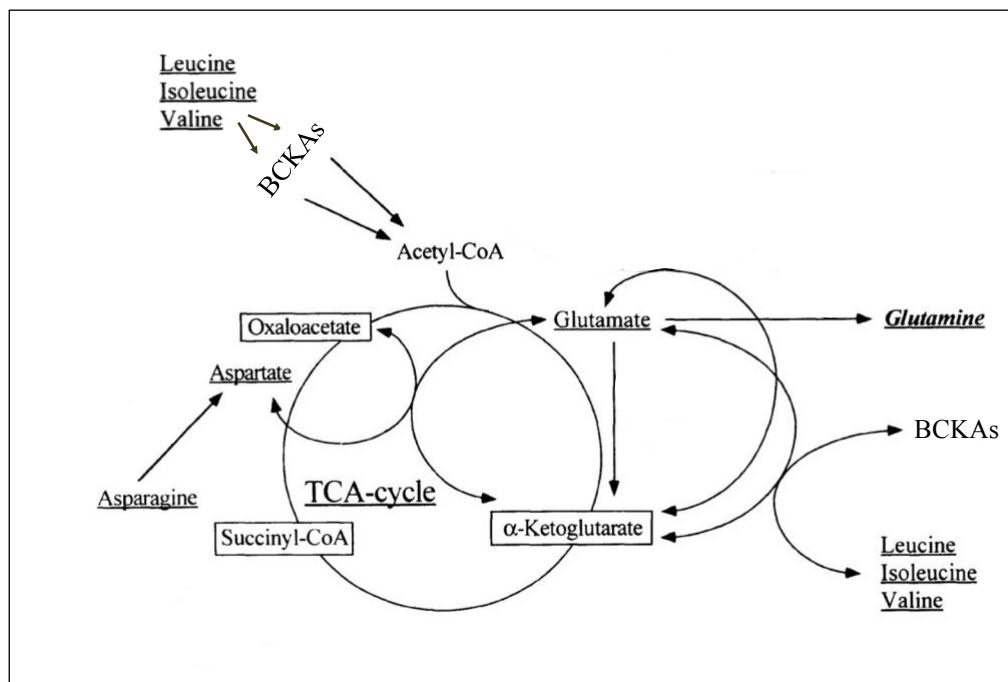 Leucine
Isoleucine
Valine
BCKAs
Acetyl-CoA
Oxaloacetate
Glutamate
Glutamine
Aspartate
BCKAs
Asparagine
TCA-cycle
Succinyl-CoA
α-Ketoglutarate
Leucine
Isoleucine
Valine